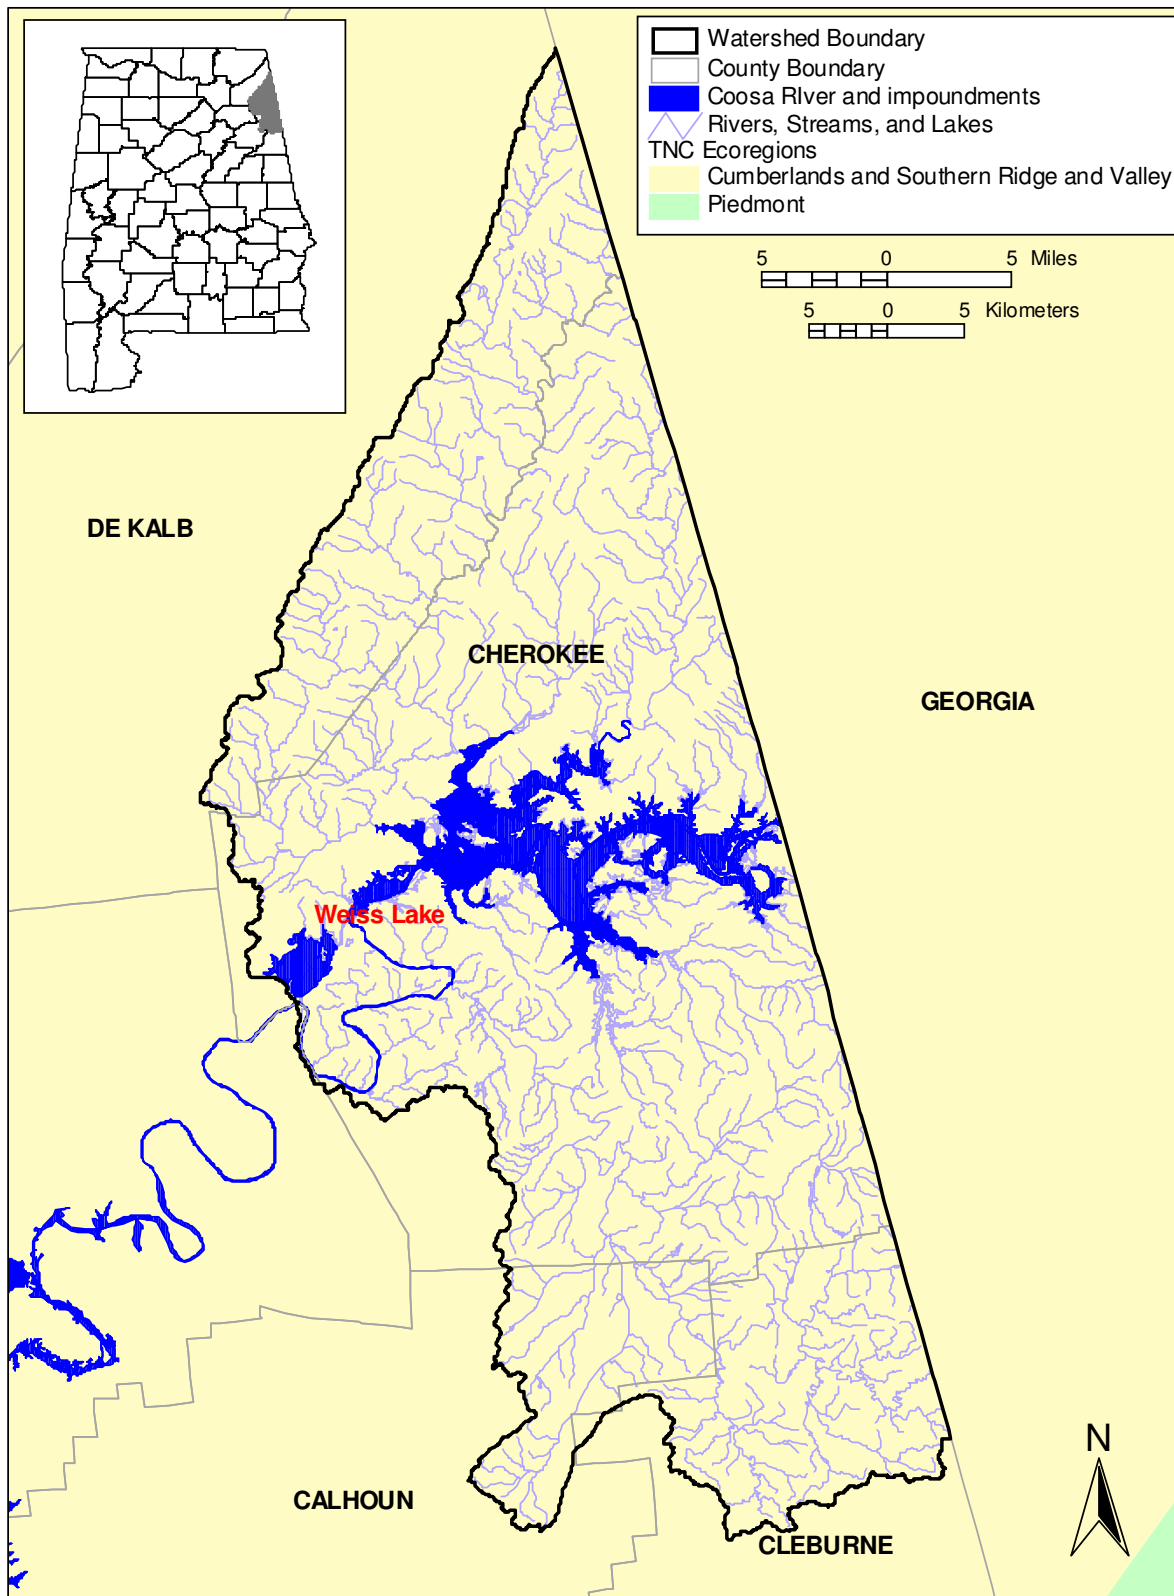 Watershed Boundary
County Boundary
Coosa RIver and impoundments
Rivers, Streams, and Lakes
TNC Ecoregions
Cumberlands and Southern Ridge and Valley
Piedmont
5 0 5 Miles
5 0 5 Kilometers
DE KALB
CHEROKEE
GEORGIA
Weiss Lake
N
CALHOUN
CLEBURNE